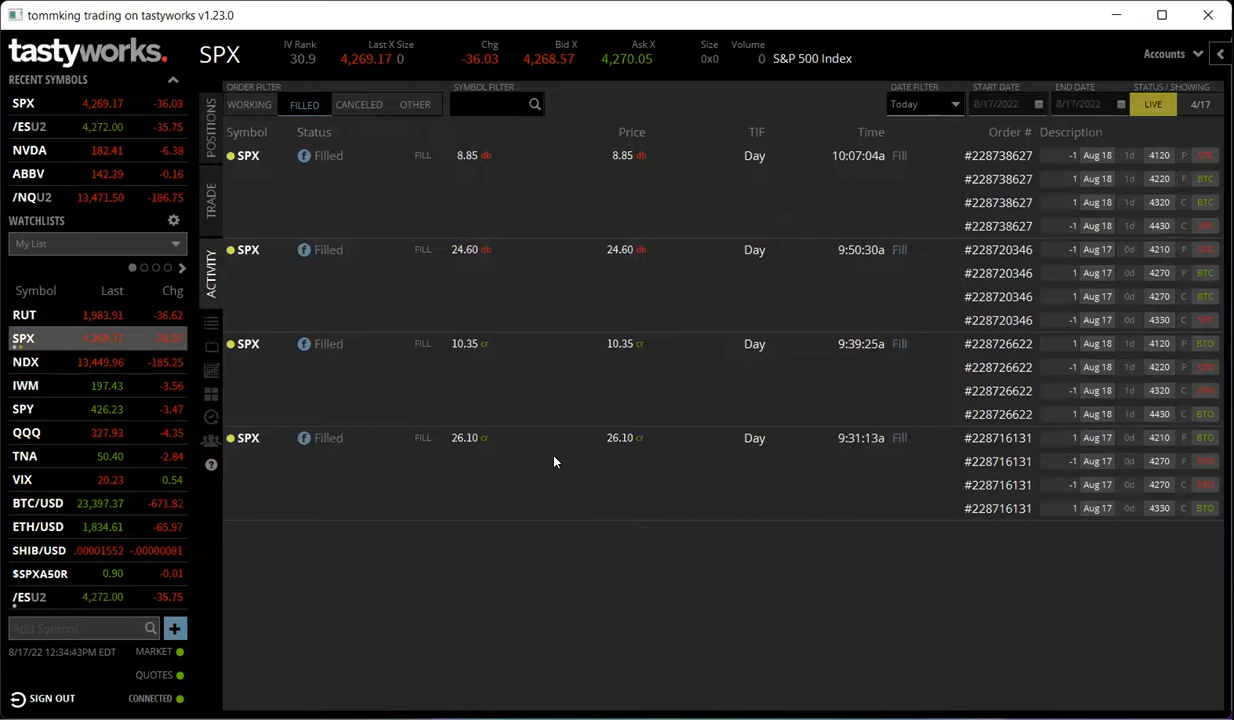 tommking trading on tastyworks v1.23.0
tastyworks.
SPX
IV Rank
30.9
Last X Size
4,269.17 0
Chg
-36.03
Bid X
4,268.57
Ask X
4,270.05
Size
0x0
Volume
0
S&P 500 Index
Accounts
RECENT SYMBOLS
SPX 4,269.17 -36.03
/ESU2 4,272.00 -35.75
NVDA 182.41 -6.38
ABBV 142.39 -0.16
/NQU2 13,471.50 -186.75
WATCHLISTS
My List
Symbol Last Chg
RUT 1,983.91 -36.62
SPX
NDX 13,449.96 -185.25
IWM 197.43 -3.56
SPY 426.23 -3.47
QQQ 327.93 -4.35
TNA 50.40 -2.84
VIX 20.23 0.54
BTC/USD 23,397.37 -671.82
ETH/USD 1,834.61 -65.97
SHIB/USD .00001552 -.00000081
$SPXA50R 0.90 -0.01
/ESU2 4,272.00 -35.75
Add Symbol
8/17/22 12:34:43PM EDT MARKET
QUOTES
SIGN OUT CONNECTED
POSITIONS
TRADE
ACTIVITY
ORDER FILTER
WORKING FILLED CANCELED OTHER
SYMBOL FILTER
DATE FILTER
Today
START DATE
8/17/2022
END DATE
8/17/2022
STATUS / SHOWING
LIVE 4/17
Symbol Status Price TIF Time Order # Description
SPX f Filled FILL 8.85 db 8.85 db Day 10:07:04a Fill #228738627 -1 Aug 18 1d 4120 P STC
#228738627 1 Aug 18 1d 4220 P BTC
#228738627 1 Aug 18 1d 4320 C BTC
#228738627 -1 Aug 18 1d 4430 C STC
SPX f Filled FILL 24.60 db 24.60 db Day 9:50:30a Fill #228720346 -1 Aug 17 0d 4210 P STC
#228720346 1 Aug 17 0d 4270 P BTC
#228720346 1 Aug 17 0d 4270 C BTC
#228720346 -1 Aug 17 0d 4330 C STC
SPX f Filled FILL 10.35 cr 10.35 cr Day 9:39:25a Fill #228726622 1 Aug 18 1d 4120 P BTO
#228726622 -1 Aug 18 1d 4220 P STO
#228726622 -1 Aug 18 1d 4320 C STO
#228726622 1 Aug 18 1d 4430 C BTO
SPX f Filled FILL 26.10 cr 26.10 cr Day 9:31:13a Fill #228716131 1 Aug 17 0d 4210 P BTO
#228716131 -1 Aug 17 0d 4270 P STO
#228716131 -1 Aug 17 0d 4270 C STO
#228716131 1 Aug 17 0d 4330 C BTO